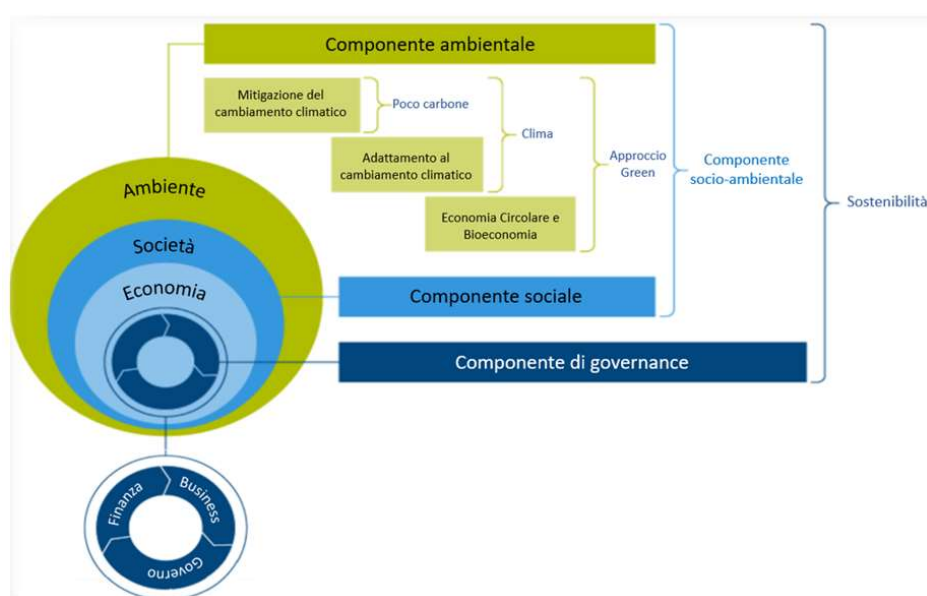 Componente ambientale
Mitigazione del
cambiamento climatico
Poco carbone
Clima
Adattamento al
cambiamento climatico
Approccio
Green
Componente
socio-ambientale
Sostenibilità
Economia Circolare e
Bioeconomia
Ambiente
Società
Economia
Componente sociale
Componente di governance
Finanza
Business
Governo